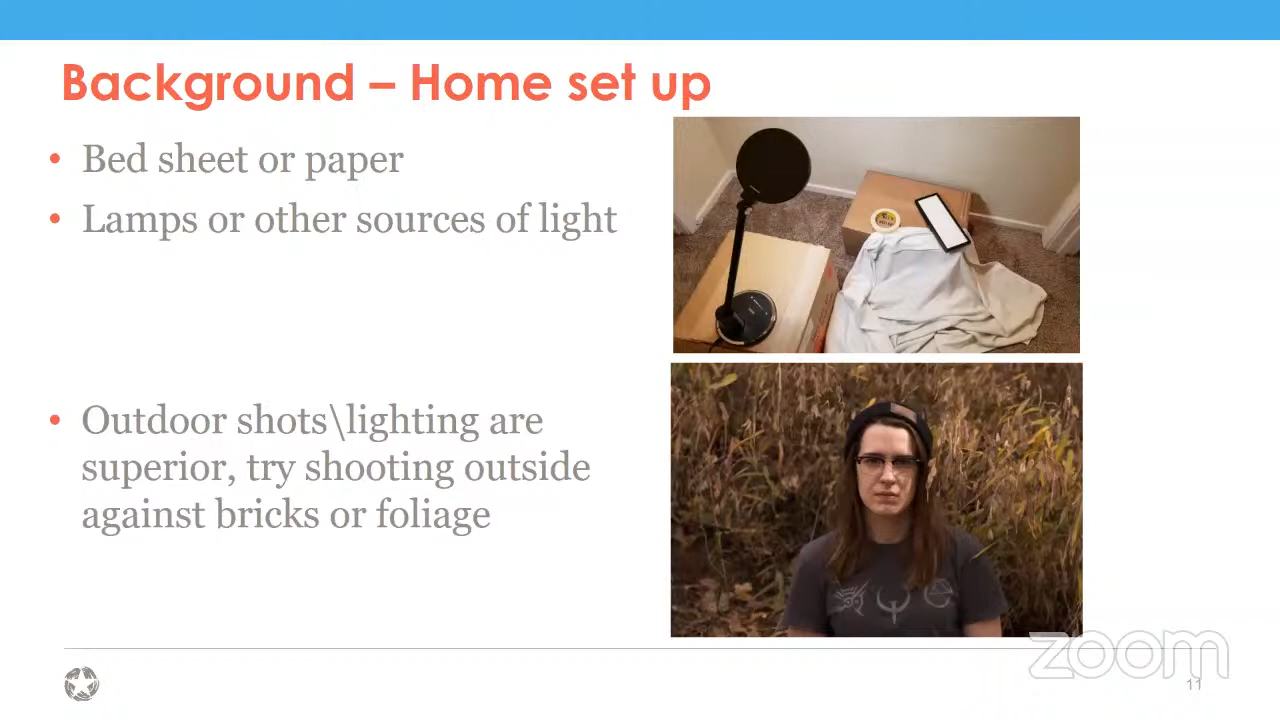 Background – Home set up
• Bed sheet or paper
• Lamps or other sources of light
• Outdoor shots\lighting are
superior, try shooting outside
against bricks or foliage
zoom
11